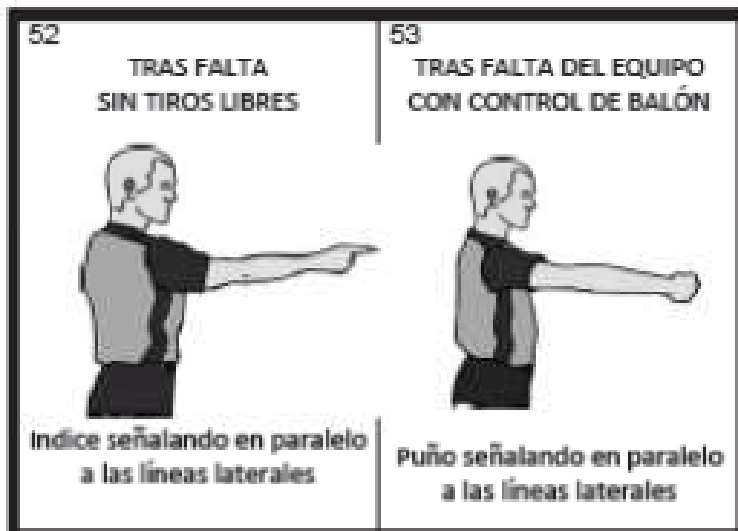 52
TRAS FALTA
SIN TIROS LIBRES
Indice señalando en paralelo
a las líneas laterales
53
TRAS FALTA DEL EQUIPO
CON CONTROL DE BALÓN
Puño señalando en paralelo
a las líneas laterales